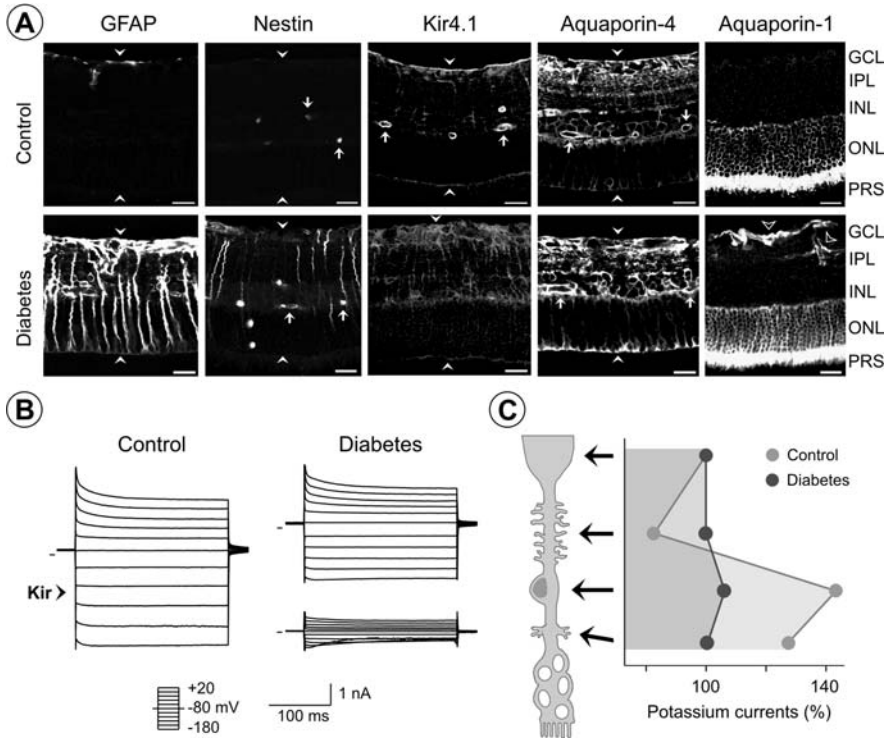 A
GFAP Nestin Kir4.1 Aquaporin-4 Aquaporin-1
Control
GCL
IPL
INL
ONL
PRS
Diabetes
GCL
IPL
INL
ONL
PRS
B
Control Diabetes
Kir
+20
-80 mV
-180
1 nA
100 ms
C
Control
Diabetes
100 140
Potassium currents (%)